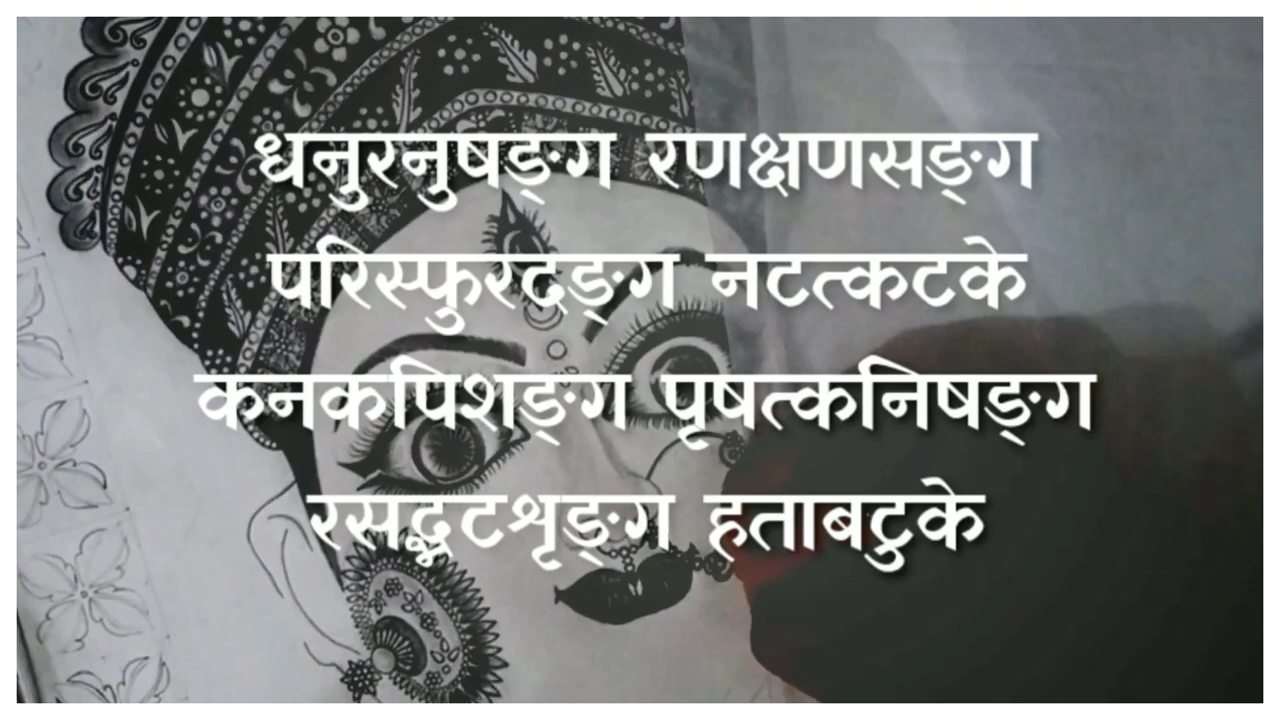 धनुरनुषङ्ग रणक्षणसङ्ग
परिस्फुरदङ्ग नटत्कटके
कनकपिशङ्ग पृषत्कनिषङ्ग
रसद्भटशृङ्ग हताबटुके